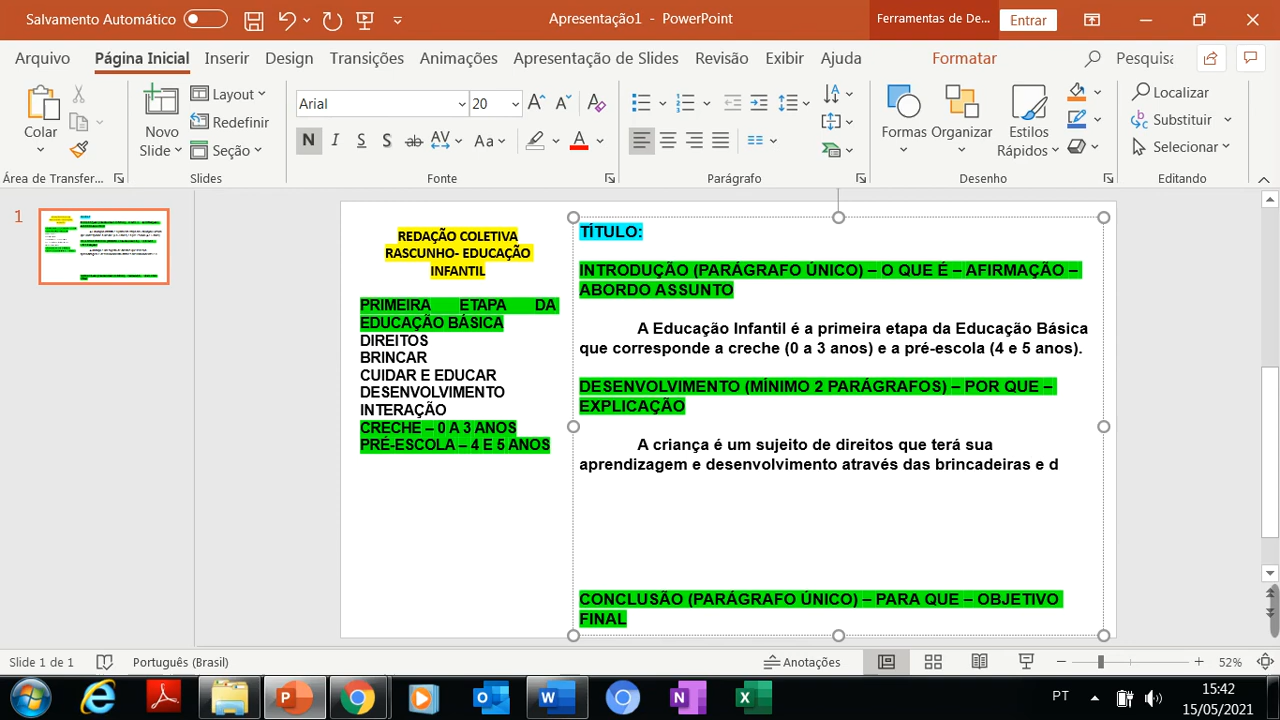 Salvamento Automático
Apresentação1 - PowerPoint
Ferramentas de De...
Entrar
Arquivo
Página Inicial
Inserir
Design
Transições
Animações
Apresentação de Slides
Revisão
Exibir
Ajuda
Formatar
Pesquisa
Colar
Área de Transfer...
Novo
Slide
Layout
Redefinir
Seção
Slides
Arial
20
N I S S ab AV Aa A
Fonte
Parágrafo
Formas
Organizar
Estilos
Rápidos
Desenho
Localizar
Substituir
Selecionar
Editando
1
REDAÇÃO COLETIVA
RASCUNHO- EDUCAÇÃO
INFANTIL
PRIMEIRA ETAPA DA
EDUCAÇÃO BÁSICA
DIREITOS
BRINCAR
CUIDAR E EDUCAR
DESENVOLVIMENTO
INTERAÇÃO
CRECHE – 0 A 3 ANOS
PRÉ-ESCOLA – 4 E 5 ANOS
TÍTULO:
INTRODUÇÃO (PARÁGRAFO ÚNICO) – O QUE É – AFIRMAÇÃO –
ABORDO ASSUNTO
A Educação Infantil é a primeira etapa da Educação Básica
que corresponde a creche (0 a 3 anos) e a pré-escola (4 e 5 anos).
DESENVOLVIMENTO (MÍNIMO 2 PARÁGRAFOS) – POR QUE –
EXPLICAÇÃO
A criança é um sujeito de direitos que terá sua
aprendizagem e desenvolvimento através das brincadeiras e d
CONCLUSÃO (PARÁGRAFO ÚNICO) – PARA QUE – OBJETIVO
FINAL
Slide 1 de 1
Português (Brasil)
Anotações
52%
PT
15:42
15/05/2021